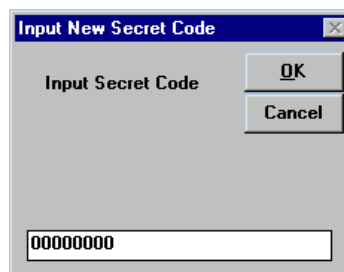 Input New Secret Code
Input Secret Code
OK
Cancel
00000000